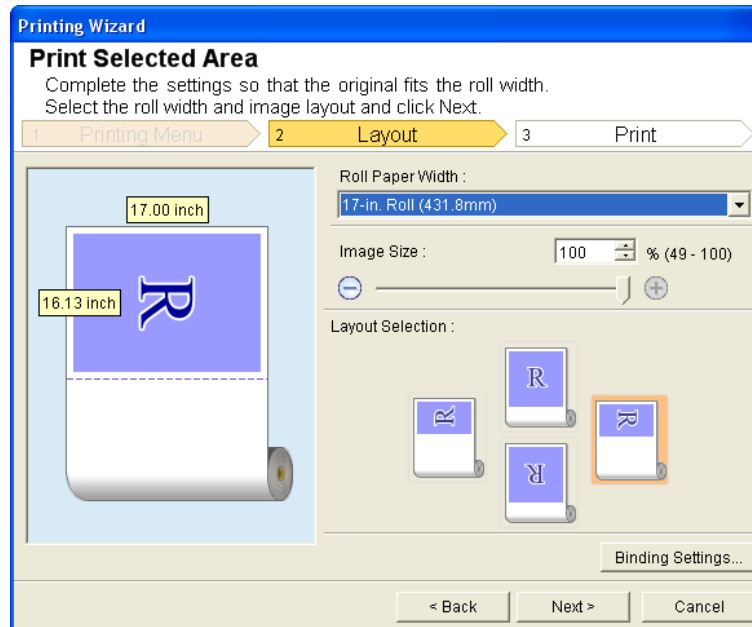 Printing Wizard
Print Selected Area
Complete the settings so that the original fits the roll width.
Select the roll width and image layout and click Next.
1 Printing Menu 2 Layout 3 Print
Roll Paper Width :
17-in. Roll (431.8mm)
17.00 inch
Image Size : 100 % (49 - 100)
16.13 inch
R
Layout Selection :
R
R R
R
Binding Settings...
< Back Next > Cancel